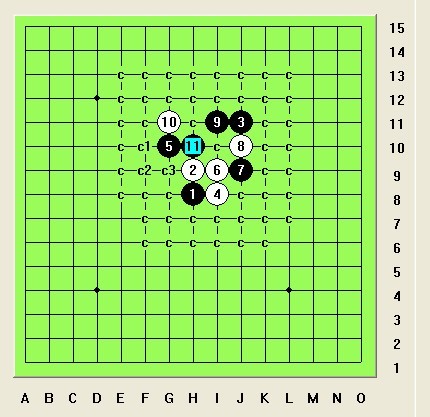 15
14
c c c c c c c c 13
c c c c c c c c 12
c c 10 c 9 3 c c 11
c c1 5 11 c 8 c c 10
c c2 c3 2 6 7 c c 9
c c c 1 4 c c c 8
c c c c c c c 7
c c c c c c 6
5
4
3
2
1
A B C D E F G H I J K L M N O